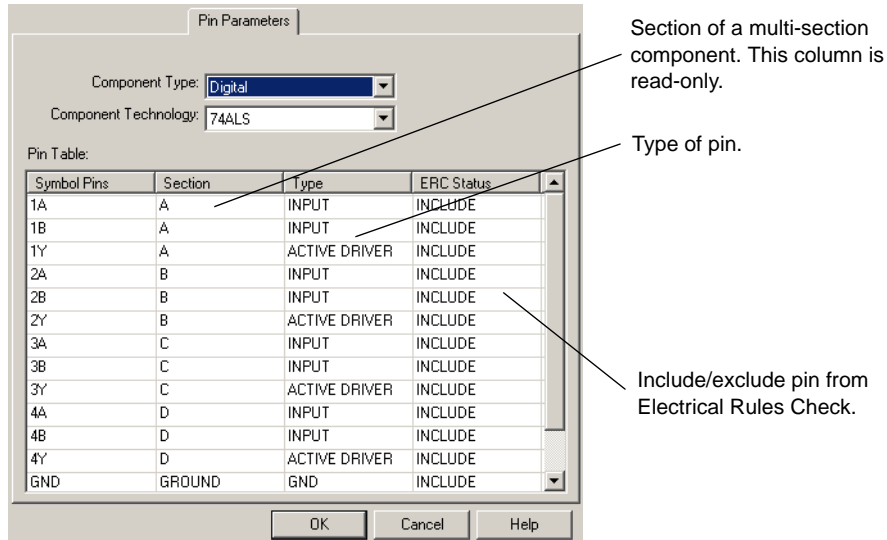 Pin Parameters
Section of a multi-section
component. This column is
read-only.
Component Type: Digital
Component Technology: 74ALS
Type of pin.
Pin Table:
Symbol Pins Section Type ERC Status
1A A INPUT INCLUDE
1B A INPUT INCLUDE
1Y A ACTIVE DRIVER INCLUDE
2A B INPUT INCLUDE
2B B INPUT INCLUDE
2Y B ACTIVE DRIVER INCLUDE
3A C INPUT INCLUDE
3B C INPUT INCLUDE
3Y C ACTIVE DRIVER INCLUDE
4A D INPUT INCLUDE
4B D INPUT INCLUDE
4Y D ACTIVE DRIVER INCLUDE
GND GROUND GND INCLUDE
Include/exclude pin from
Electrical Rules Check.
OK Cancel Help